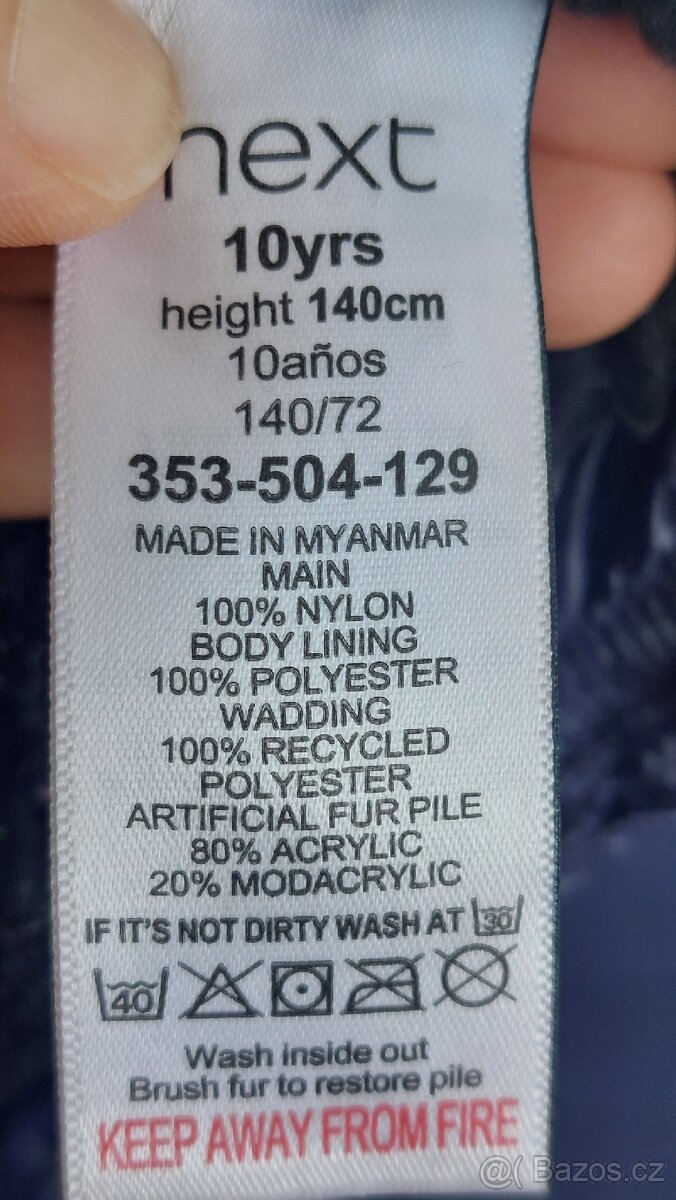 next
10yrs
height 140cm
10años
140/72
353-504-129
MADE IN MYANMAR
MAIN
100% NYLON
BODY LINING
100% POLYESTER
WADDING
100% RECYCLED
POLYESTER
ARTIFICIAL FUR PILE
80% ACRYLIC
20% MODACRYLIC
IF IT'S NOT DIRTY WASH AT 30
40
Wash inside out
Brush fur to restore pile
KEEP AWAY FROM FIRE
@( Bazos.cz